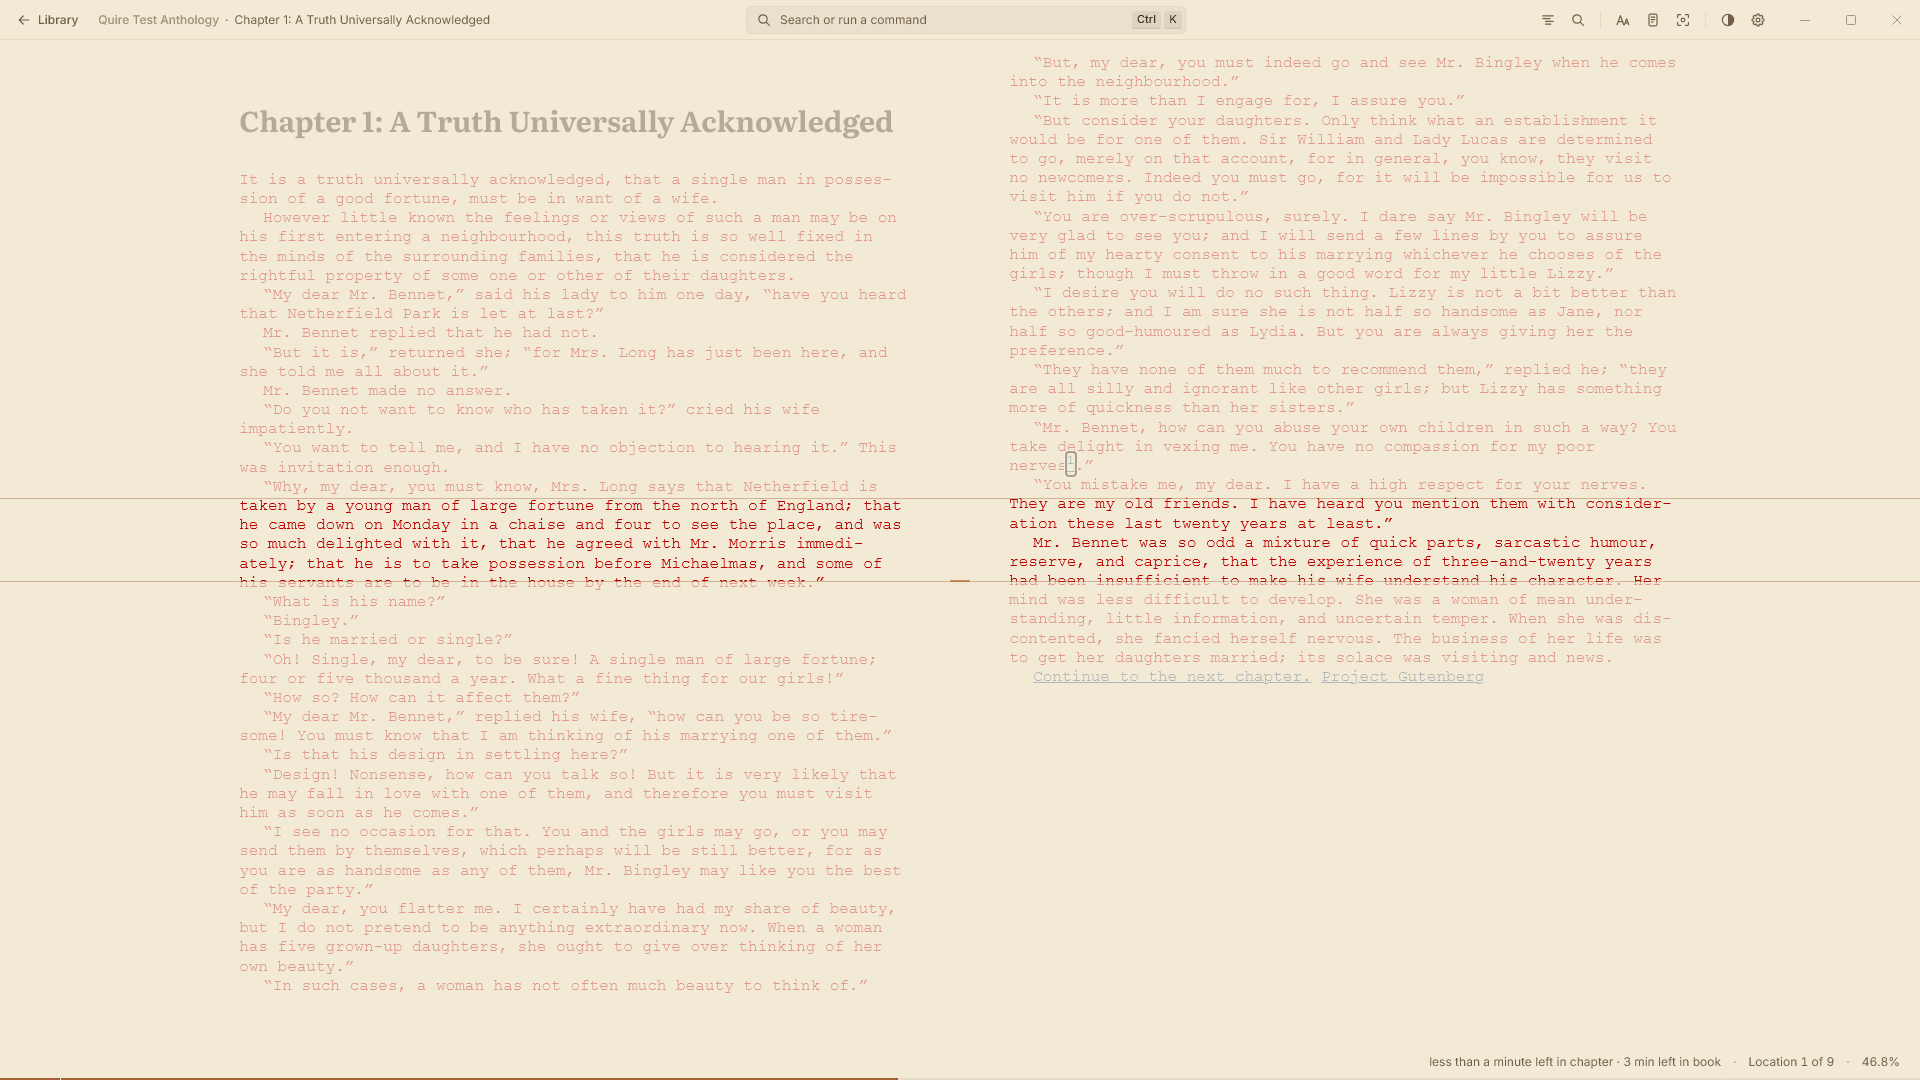 Library
Quire Test Anthology · Chapter 1: A Truth Universally Acknowledged
Search or run a command
Ctrl K
Chapter 1: A Truth Universally Acknowledged
It is a truth universally acknowledged, that a single man in posses-
sion of a good fortune, must be in want of a wife.
However little known the feelings or views of such a man may be on
his first entering a neighbourhood, this truth is so well fixed in
the minds of the surrounding families, that he is considered the
rightful property of some one or other of their daughters.
“My dear Mr. Bennet,” said his lady to him one day, “have you heard
that Netherfield Park is let at last?”
Mr. Bennet replied that he had not.
“But it is,” returned she; “for Mrs. Long has just been here, and
she told me all about it.”
Mr. Bennet made no answer.
“Do you not want to know who has taken it?” cried his wife
impatiently.
“You want to tell me, and I have no objection to hearing it.” This
was invitation enough.
“Why, my dear, you must know, Mrs. Long says that Netherfield is
taken by a young man of large fortune from the north of England; that
he came down on Monday in a chaise and four to see the place, and was
so much delighted with it, that he agreed with Mr. Morris immedi-
ately; that he is to take possession before Michaelmas, and some of
his servants are to be in the house by the end of next week.”
“What is his name?”
“Bingley.”
“Is he married or single?”
“Oh! Single, my dear, to be sure! A single man of large fortune;
four or five thousand a year. What a fine thing for our girls!”
“How so? How can it affect them?”
“My dear Mr. Bennet,” replied his wife, “how can you be so tire-
some! You must know that I am thinking of his marrying one of them.”
“Is that his design in settling here?”
“Design! Nonsense, how can you talk so! But it is very likely that
he may fall in love with one of them, and therefore you must visit
him as soon as he comes.”
“I see no occasion for that. You and the girls may go, or you may
send them by themselves, which perhaps will be still better, for as
you are as handsome as any of them, Mr. Bingley may like you the best
of the party.”
“My dear, you flatter me. I certainly have had my share of beauty,
but I do not pretend to be anything extraordinary now. When a woman
has five grown-up daughters, she ought to give over thinking of her
own beauty.”
“In such cases, a woman has not often much beauty to think of.”
“But, my dear, you must indeed go and see Mr. Bingley when he comes
into the neighbourhood.”
“It is more than I engage for, I assure you.”
“But consider your daughters. Only think what an establishment it
would be for one of them. Sir William and Lady Lucas are determined
to go, merely on that account, for in general, you know, they visit
no newcomers. Indeed you must go, for it will be impossible for us to
visit him if you do not.”
“You are over-scrupulous, surely. I dare say Mr. Bingley will be
very glad to see you; and I will send a few lines by you to assure
him of my hearty consent to his marrying whichever he chooses of the
girls; though I must throw in a good word for my little Lizzy.”
“I desire you will do no such thing. Lizzy is not a bit better than
the others; and I am sure she is not half so handsome as Jane, nor
half so good-humoured as Lydia. But you are always giving her the
preference.”
“They have none of them much to recommend them,” replied he; “they
are all silly and ignorant like other girls; but Lizzy has something
more of quickness than her sisters.”
“Mr. Bennet, how can you abuse your own children in such a way? You
take delight in vexing me. You have no compassion for my poor
nerves1.”
“You mistake me, my dear. I have a high respect for your nerves.
They are my old friends. I have heard you mention them with consider-
ation these last twenty years at least.”
Mr. Bennet was so odd a mixture of quick parts, sarcastic humour,
reserve, and caprice, that the experience of three-and-twenty years
had been insufficient to make his wife understand his character. Her
mind was less difficult to develop. She was a woman of mean under-
standing, little information, and uncertain temper. When she was dis-
contented, she fancied herself nervous. The business of her life was
to get her daughters married; its solace was visiting and news.
Continue to the next chapter. Project Gutenberg
less than a minute left in chapter · 3 min left in book · Location 1 of 9 · 46.8%